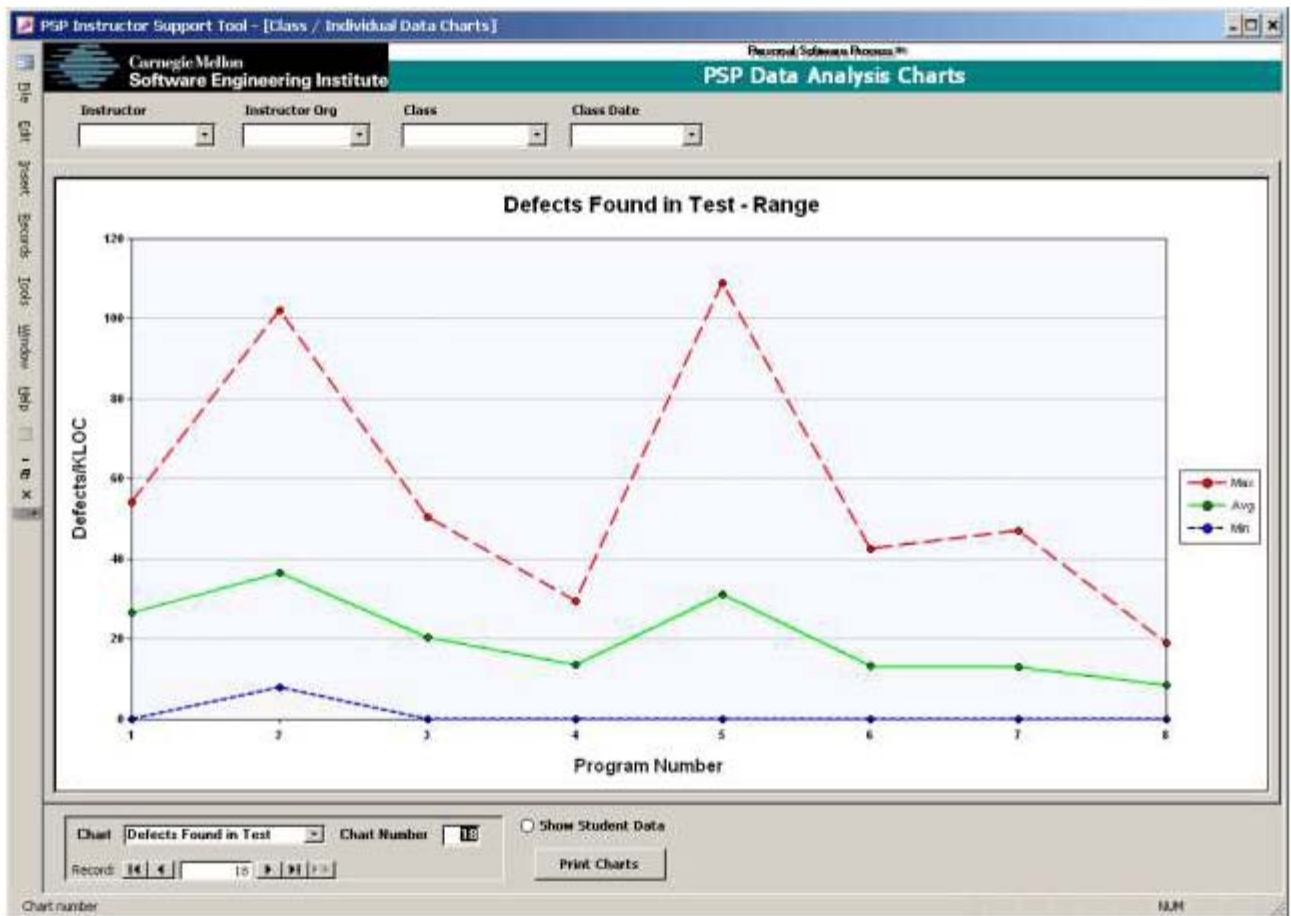 PSP Instructor Support Tool - [Class / Individual Data Charts]
File Edit Insert Records Tools Window Help
Carnegie Mellon
Software Engineering Institute
Personal Software Process
PSP Data Analysis Charts
Instructor Instructor Org Class Class Date
Defects Found in Test - Range
120
100
80
60
40
20
0
Defects/KLOC
1 2 3 4 5 6 7 8
Program Number
Max
Avg
Min
Chart Defects Found in Test Chart Number 18
Show Student Data
Record: 18
Print Charts
Chart number NUM